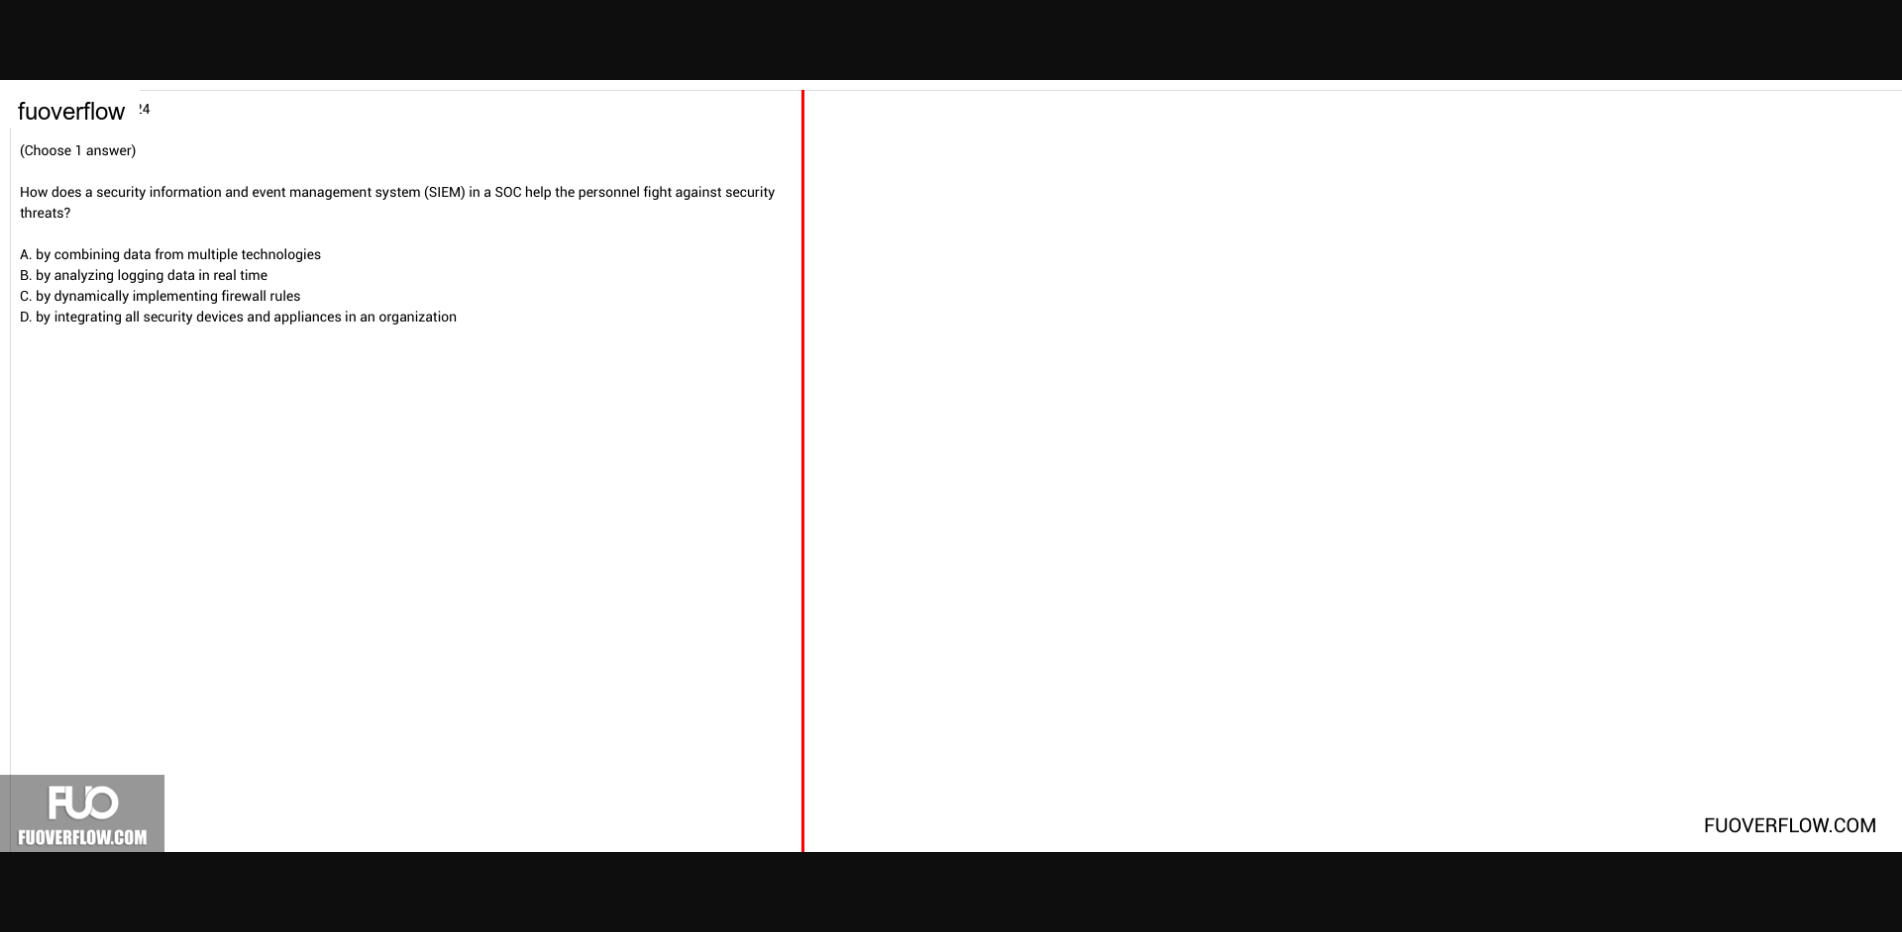 fuoverflow 24
(Choose 1 answer)
How does a security information and event management system (SIEM) in a SOC help the personnel fight against security
threats?
A. by combining data from multiple technologies
B. by analyzing logging data in real time
C. by dynamically implementing firewall rules
D. by integrating all security devices and appliances in an organization
FUO
FUOVERFLOW.COM
FUOVERFLOW.COM